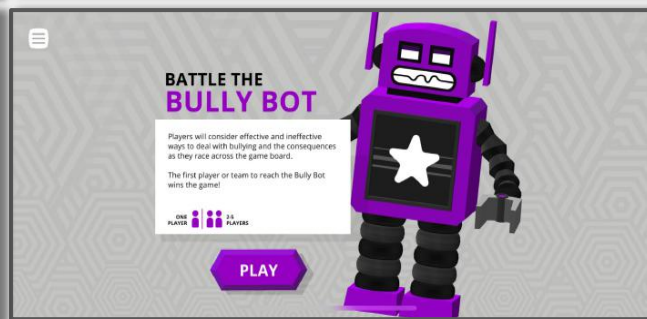 BATTLE THE
BULLY BOT
Players will consider effective and ineffective
ways to deal with bullying and the consequences
as they race across the game board.
The first player or team to reach the Bully Bot
wins the game!
ONE 2-5
PLAYER PLAYERS
PLAY